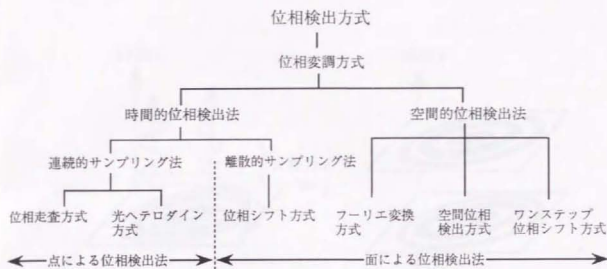 位相検出方式
位相変調方式
時間的位相検出法
空間的位相検出法
連続的サンプリング法
離散的サンプリング法
位相走査方式
光ヘテロダイン
方式
位相シフト方式
フーリエ変換
方式
空間位相
検出方式
ワンステップ
位相シフト方式
点による位相検出法
面による位相検出法